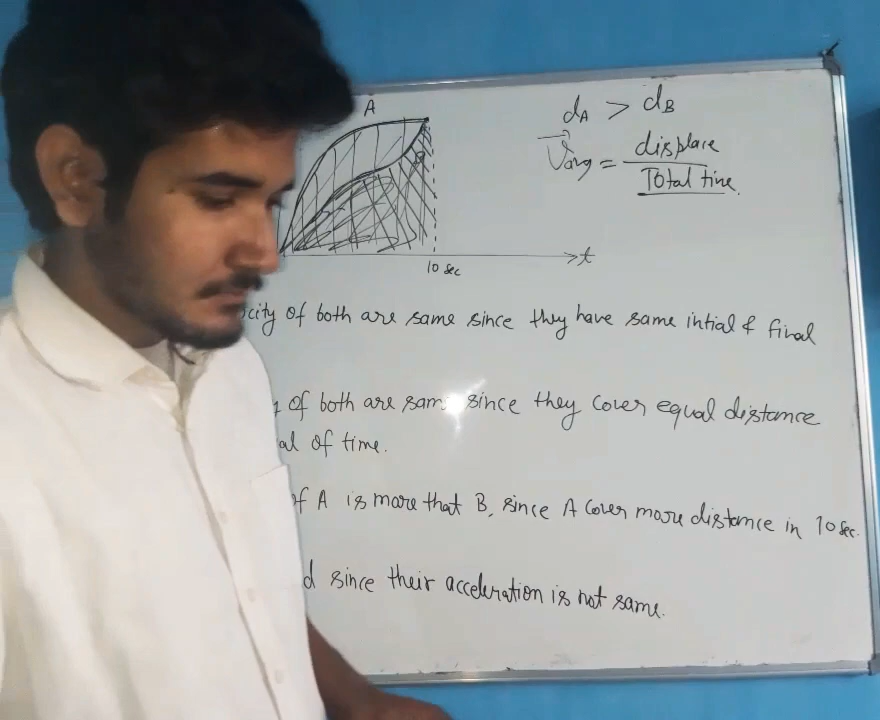 A
dA > dB
Vavg = displace
Total time.
10 sec
t
city of both are same since they have same intial & final
of both are same since they cover equal distance
al of time.
of A is more that B, since A cover more distance in 10 sec.
d since their acceleration is not same.